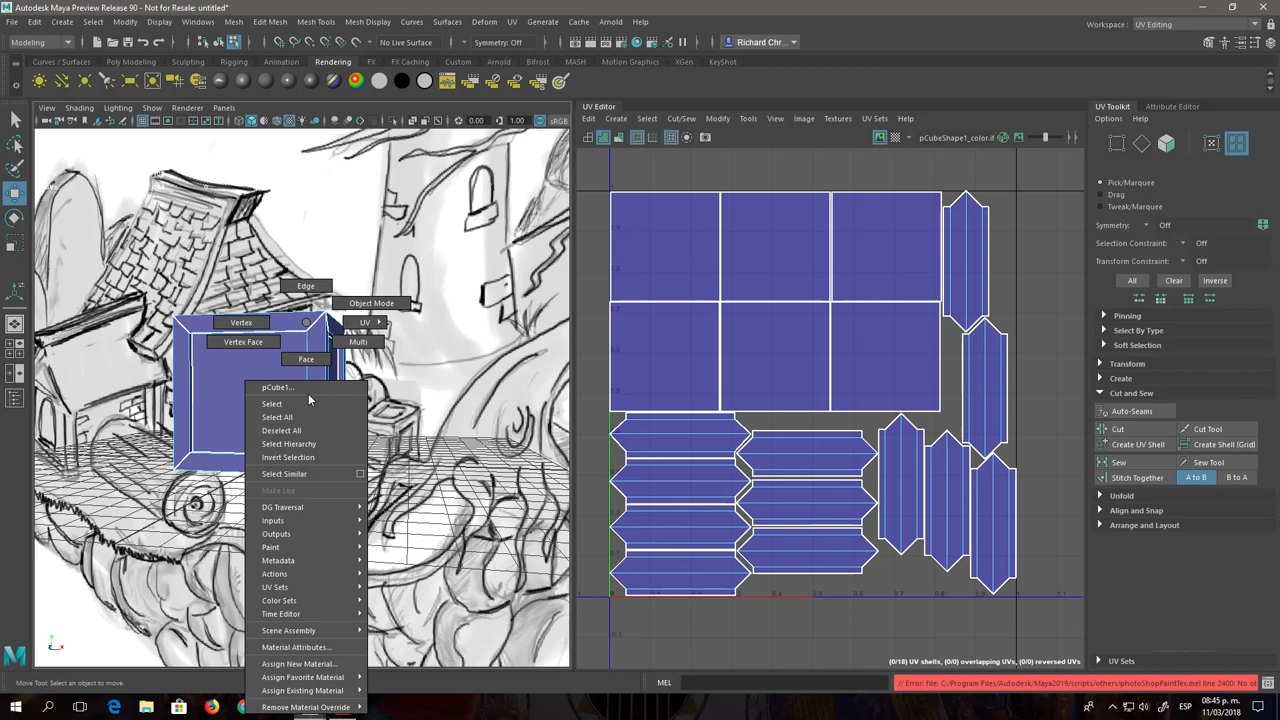 Autodesk Maya Preview Release 90 - Not for Resale: untitled*
File Edit Create Select Modify Display Windows Mesh Edit Mesh Mesh Tools Mesh Display Curves Surfaces Deform UV Generate Cache Arnold Help
Workspace : UV Editing
Modeling No Live Surface Symmetry: Off Richard Chr...
Curves / Surfaces Poly Modeling Sculpting Rigging Animation Rendering FX FX Caching Custom Arnold Bifrost MASH Motion Graphics XGen KeyShot
View Shading Lighting Show Renderer Panels
0.00 1.00 sRGB
UV Editor
Edit Create Select Cut/Sew Modify Tools View Image Textures UV Sets Help
pCubeShape1_color.if
UV Toolkit Attribute Editor
Options Help
Pick/Marquee
Drag
Tweak/Marquee
Symmetry: Off
Selection Constraint: Off
Transform Constraint: Off
All Clear Inverse
Pinning
Select By Type
Soft Selection
Transform
Create
Cut and Sew
Auto-Seams
Cut Cut Tool
Create UV Shell Create Shell (Grid)
Sew Sew Tool
Stitch Together A to B B to A
Unfold
Align and Snap
Arrange and Layout
UV Sets
Edge
Object Mode
Vertex UV
Vertex Face Multi
Face
pCube1...
Select
Select All
Deselect All
Select Hierarchy
Invert Selection
Select Similar
Make Live
DG Traversal
Inputs
Outputs
Paint
Metadata
Actions
UV Sets
Color Sets
Time Editor
Scene Assembly
Material Attributes...
Assign New Material...
Assign Favorite Material
Assign Existing Material
Remove Material Override
(0/18) UV shells, (0/0) overlapping UVs, (0/0) reversed UVs
Move Tool: Select an object to move.
MEL
// Error: file: C:/Program Files/Autodesk/Maya2019/scripts/others/photoShopPaintTex.mel line 2400: No ob
ESP
08:45 p. m.
11/03/2018